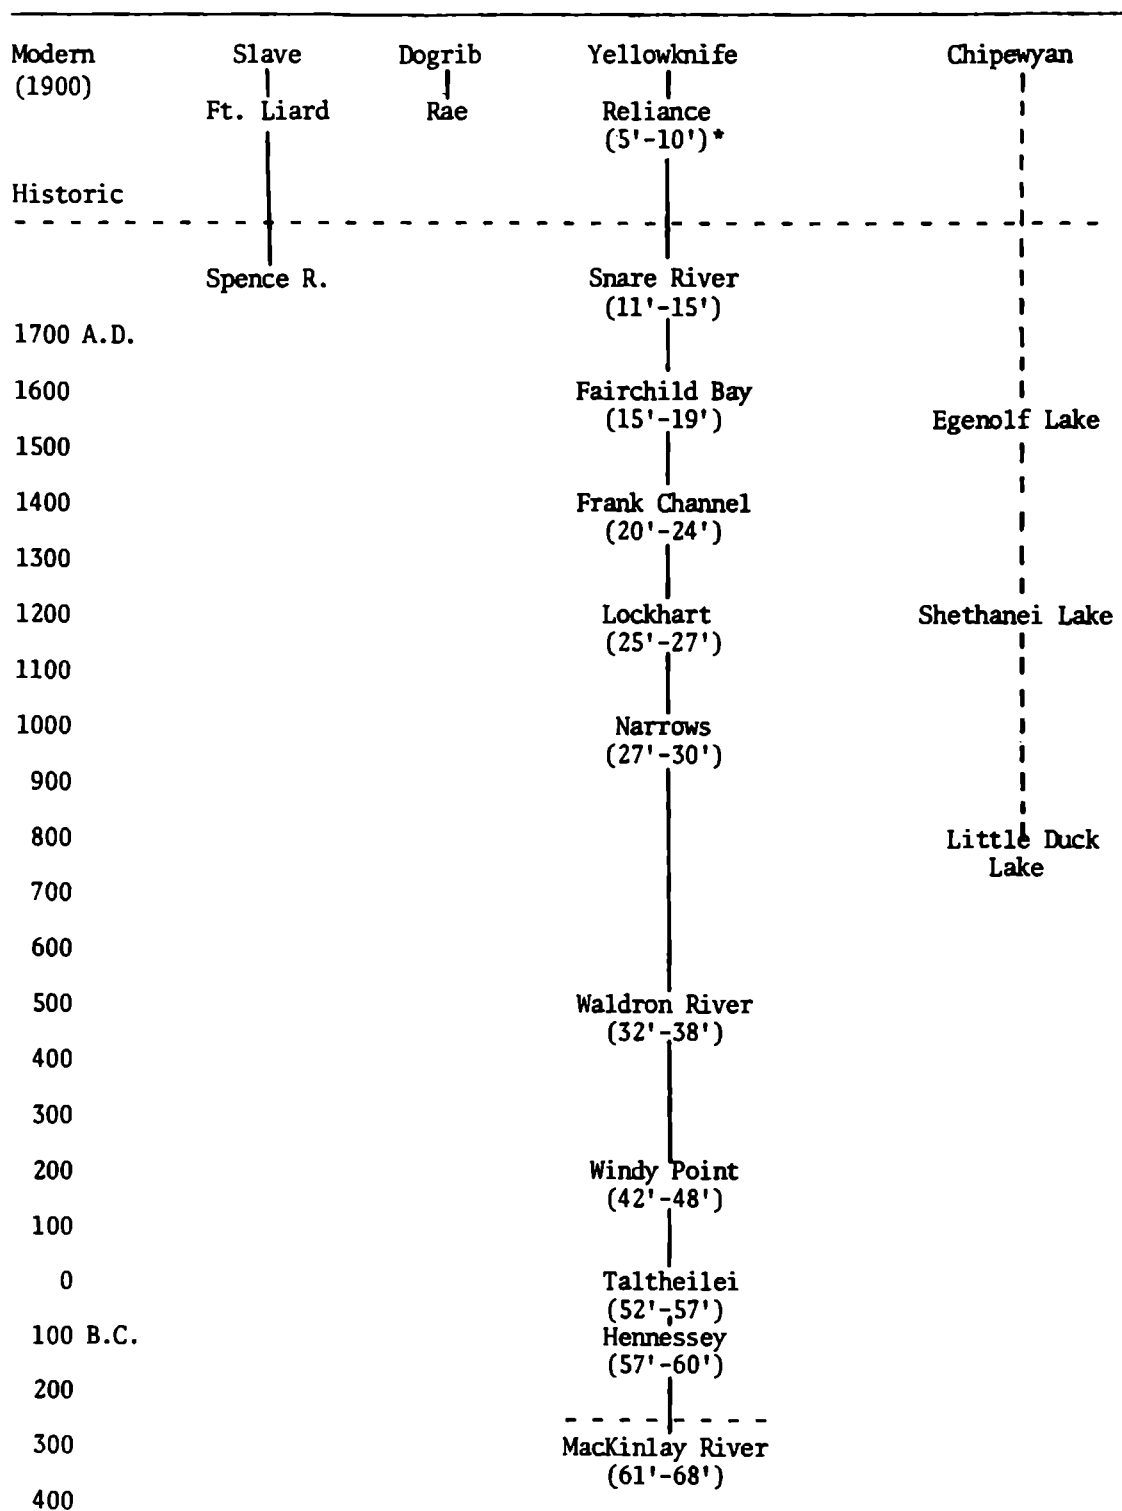 Modern Slave Dogrib Yellowknife Chipewyan
(1900)
Ft. Liard Rae Reliance
(5'-10')*
Historic
Spence R. Snare River
(11'-15')
1700 A.D.
1600 Fairchild Bay
(15'-19') Egenolf Lake
1500
1400 Frank Channel
(20'-24')
1300
1200 Lockhart Shethanei Lake
(25'-27')
1100
1000 Narrows
(27'-30')
900
800 Little Duck
Lake
700
600
500 Waldron River
(32'-38')
400
300
200 Windy Point
(42'-48')
100
0 Taltheilei
(52'-57')
100 B.C. Hennessey
(57'-60')
200
300 MacKinlay River
(61'-68')
400